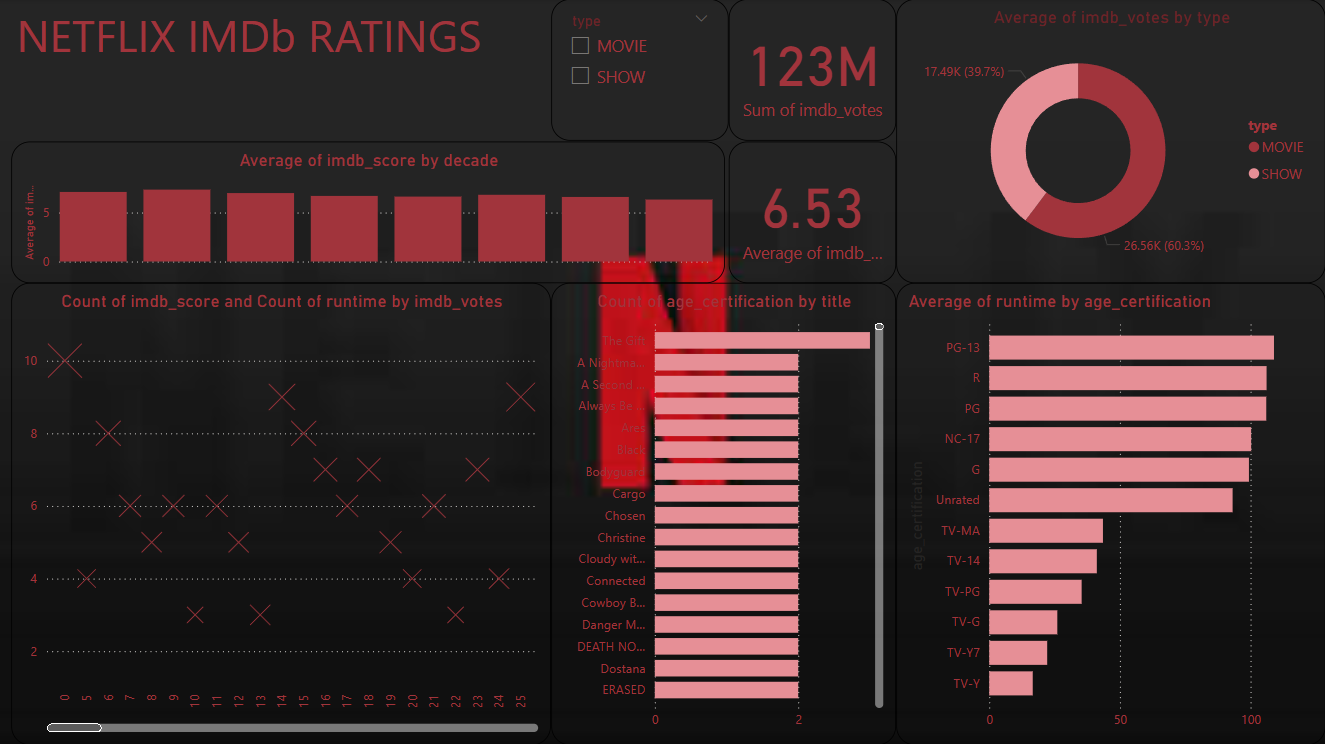 NETFLIX IMDb RATINGS
type
MOVIE
SHOW
123M
Sum of imdb_votes
Average of imdb_votes by type
17.49K (39.7%)
26.56K (60.3%)
type
MOVIE
SHOW
Average of imdb_score by decade
Average of im...
5
0
6.53
Average of imdb_...
Count of imdb_score and Count of runtime by imdb_votes
10
8
6
4
2
0
5
6
7
8
9
10
11
12
13
14
15
16
17
18
19
20
21
22
23
24
25
Count of age_certification by title
The Gift
A Nightma...
A Second ...
Always Be ...
Ares
Black
Bodyguard
Cargo
Chosen
Christine
Cloudy wit...
Connected
Cowboy B...
Danger M...
DEATH NO...
Dostana
ERASED
0
2
Average of runtime by age_certification
age_certification
PG-13
R
PG
NC-17
G
Unrated
TV-MA
TV-14
TV-PG
TV-G
TV-Y7
TV-Y
0
50
100